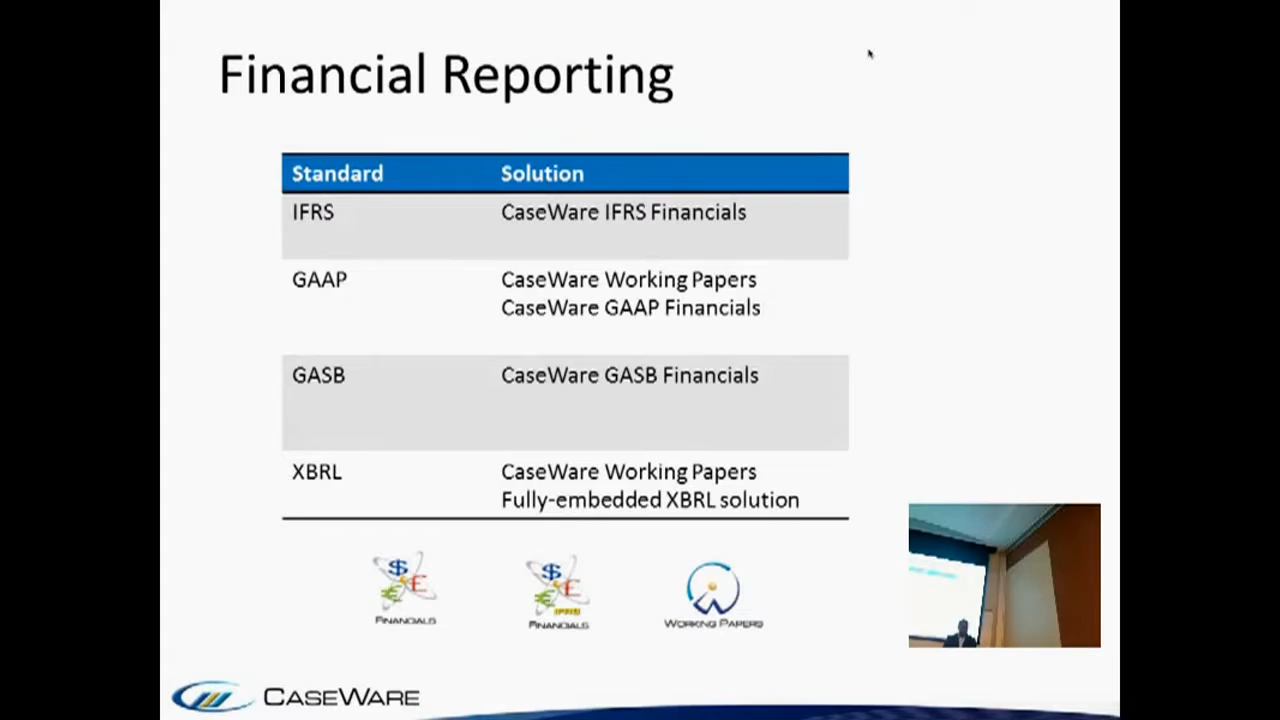 Financial Reporting
Standard Solution
IFRS CaseWare IFRS Financials
GAAP CaseWare Working Papers
CaseWare GAAP Financials
GASB CaseWare GASB Financials
XBRL CaseWare Working Papers
Fully-embedded XBRL solution
$ € £
FINANCIALS
$ € £
IFRS
FINANCIALS
WORKING PAPERS
CASEWARE